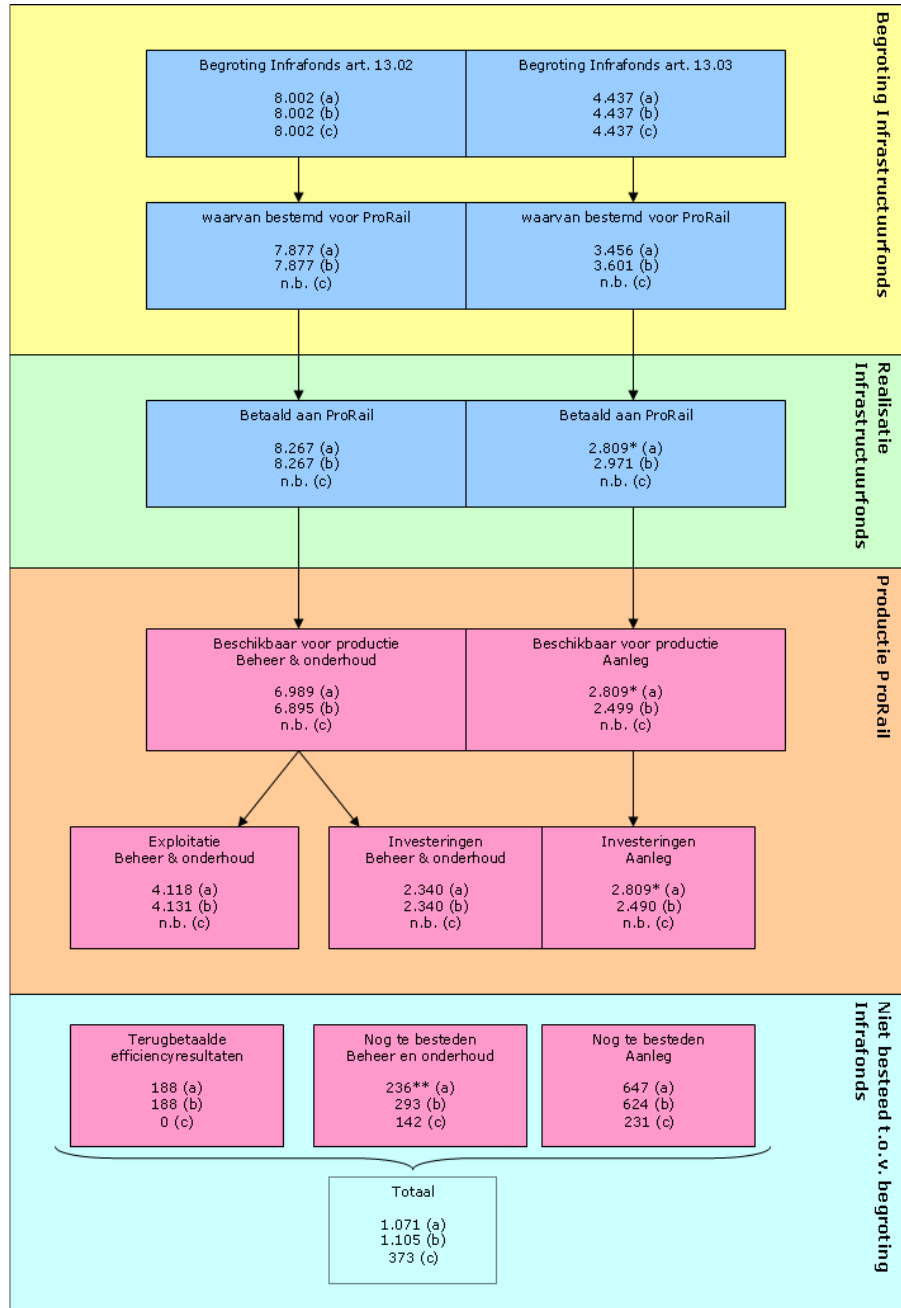 Begroting Infrastructuurfonds
Begroting Infrafonds art. 13.02
8.002 (a)
8.002 (b)
8.002 (c)
Begroting Infrafonds art. 13.03
4.437 (a)
4.437 (b)
4.437 (c)
waarvan bestemd voor ProRail
7.877 (a)
7.877 (b)
n.b. (c)
waarvan bestemd voor ProRail
3.456 (a)
3.601 (b)
n.b. (c)
Realisatie
Infrastructuurfonds
Betaald aan ProRail
8.267 (a)
8.267 (b)
n.b. (c)
Betaald aan ProRail
2.809* (a)
2.971 (b)
n.b. (c)
Productie ProRail
Beschikbaar voor productie
Beheer & onderhoud
6.989 (a)
6.895 (b)
n.b. (c)
Beschikbaar voor productie
Aanleg
2.809* (a)
2.499 (b)
n.b. (c)
Exploitatie
Beheer & onderhoud
4.118 (a)
4.131 (b)
n.b. (c)
Investeringen
Beheer & onderhoud
2.340 (a)
2.340 (b)
n.b. (c)
Investeringen
Aanleg
2.809* (a)
2.490 (b)
n.b. (c)
Niet besteed t.o.v. begroting
Infrafonds
Terugbetaalde
efficiencyresultaten
188 (a)
188 (b)
0 (c)
Nog te besteden
Beheer en onderhoud
236** (a)
293 (b)
142 (c)
Nog te besteden
Aanleg
647 (a)
624 (b)
231 (c)
Totaal
1.071 (a)
1.105 (b)
373 (c)